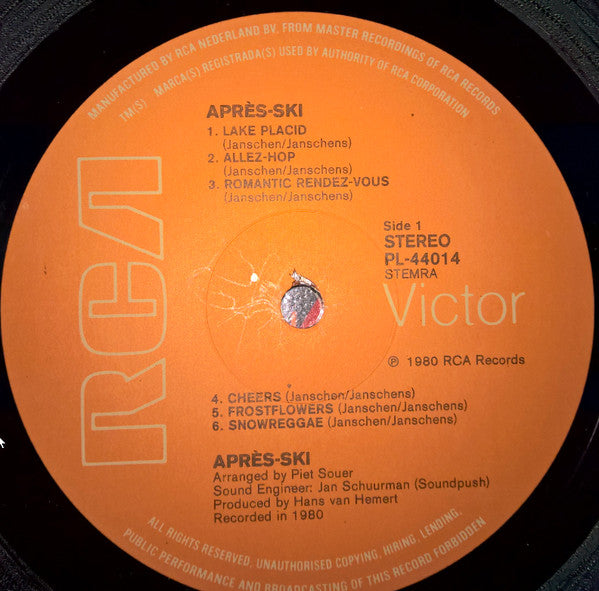 MANUFACTURED BY RCA NEDERLAND BV. FROM MASTER RECORDINGS OF RCA RECORDS
TM(S) MARCA(S) REGISTRADA(S) USED BY AUTHORITY OF RCA CORPORATION
APRÈS-SKI
1. LAKE PLACID
(Janschen/Janschens)
2. ALLEZ-HOP
(Janschen/Janschens)
3. ROMANTIC RENDEZ-VOUS
(Janschen/Janschens)
RCA
Side 1
STEREO
PL-44014
STEMRA
Victor
℗ 1980 RCA Records
4. CHEERS (Janschen/Janschens)
5. FROSTFLOWERS (Janschen/Janschens)
6. SNOWREGGAE (Janschen/Janschens)
APRÈS-SKI
Arranged by Piet Souer
Sound Engineer: Jan Schuurman (Soundpush)
Produced by Hans van Hemert
Recorded in 1980
ALL RIGHTS RESERVED, UNAUTHORISED COPYING, HIRING, LENDING,
PUBLIC PERFORMANCE AND BROADCASTING OF THIS RECORD FORBIDDEN